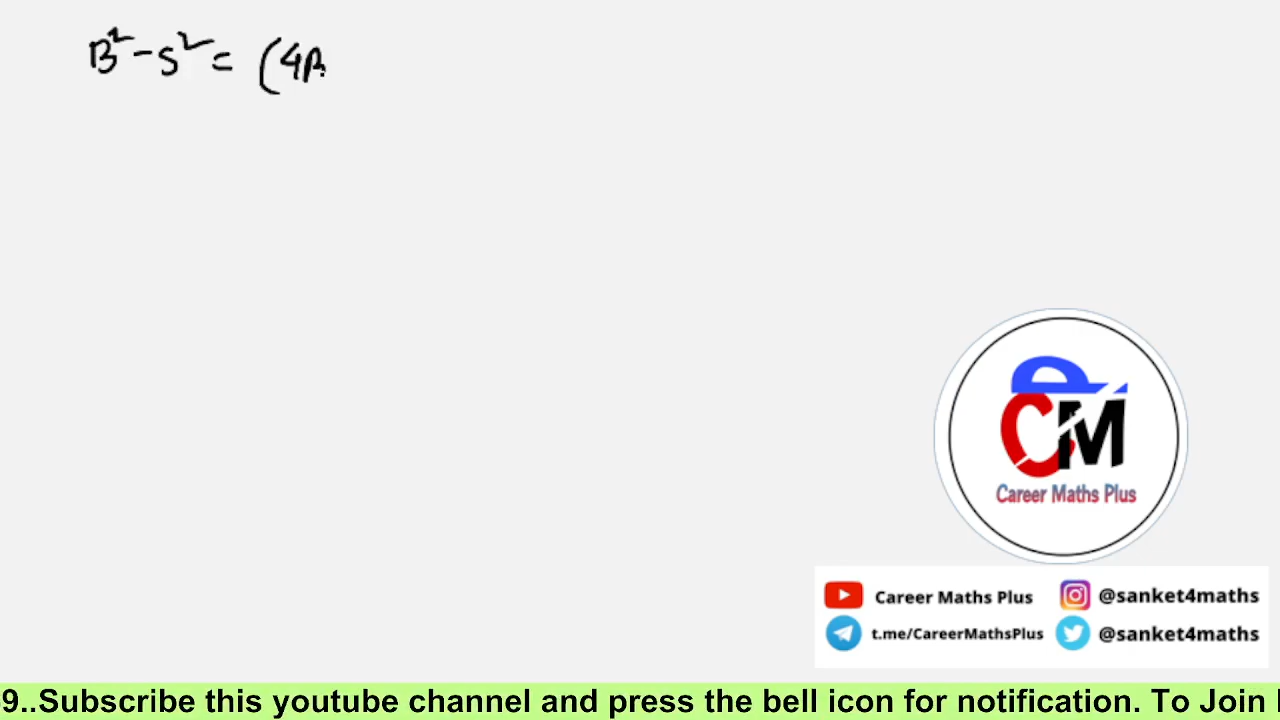 B² - S² = (4A
CM
Career Maths Plus
Career Maths Plus @sanket4maths
t.me/CareerMathsPlus @sanket4maths
9..Subscribe this youtube channel and press the bell icon for notification. To Join